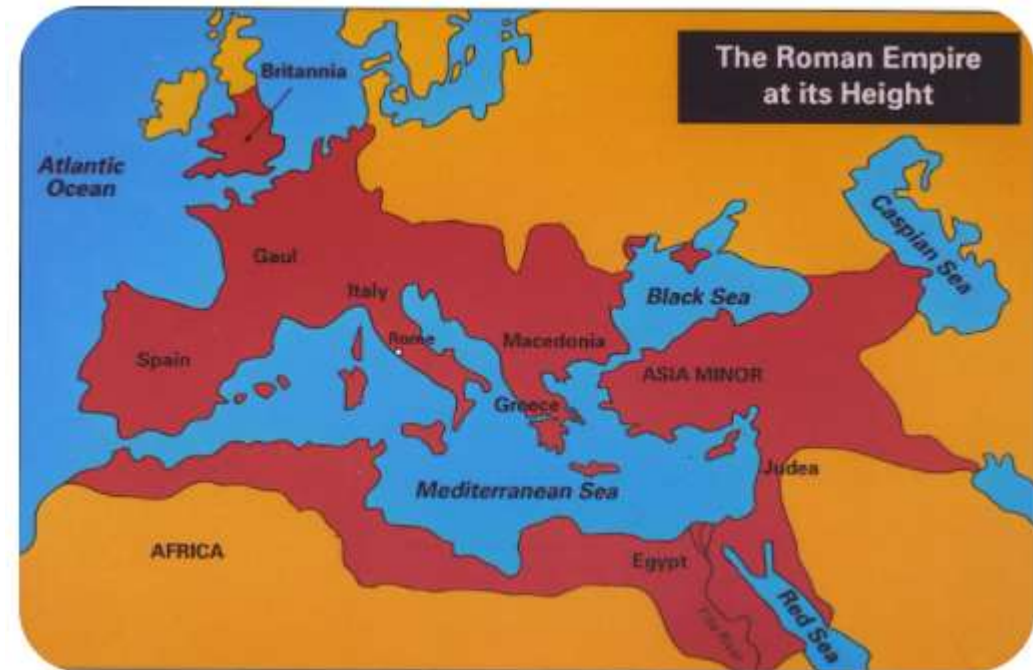 The Roman Empire
at its Height
Britannia
Atlantic
Ocean
Caspian Sea
Gaul
Italy
Black Sea
Rome
Macedonia
Spain
ASIA MINOR
Greece
Judea
Mediterranean Sea
AFRICA
Egypt
Red Sea